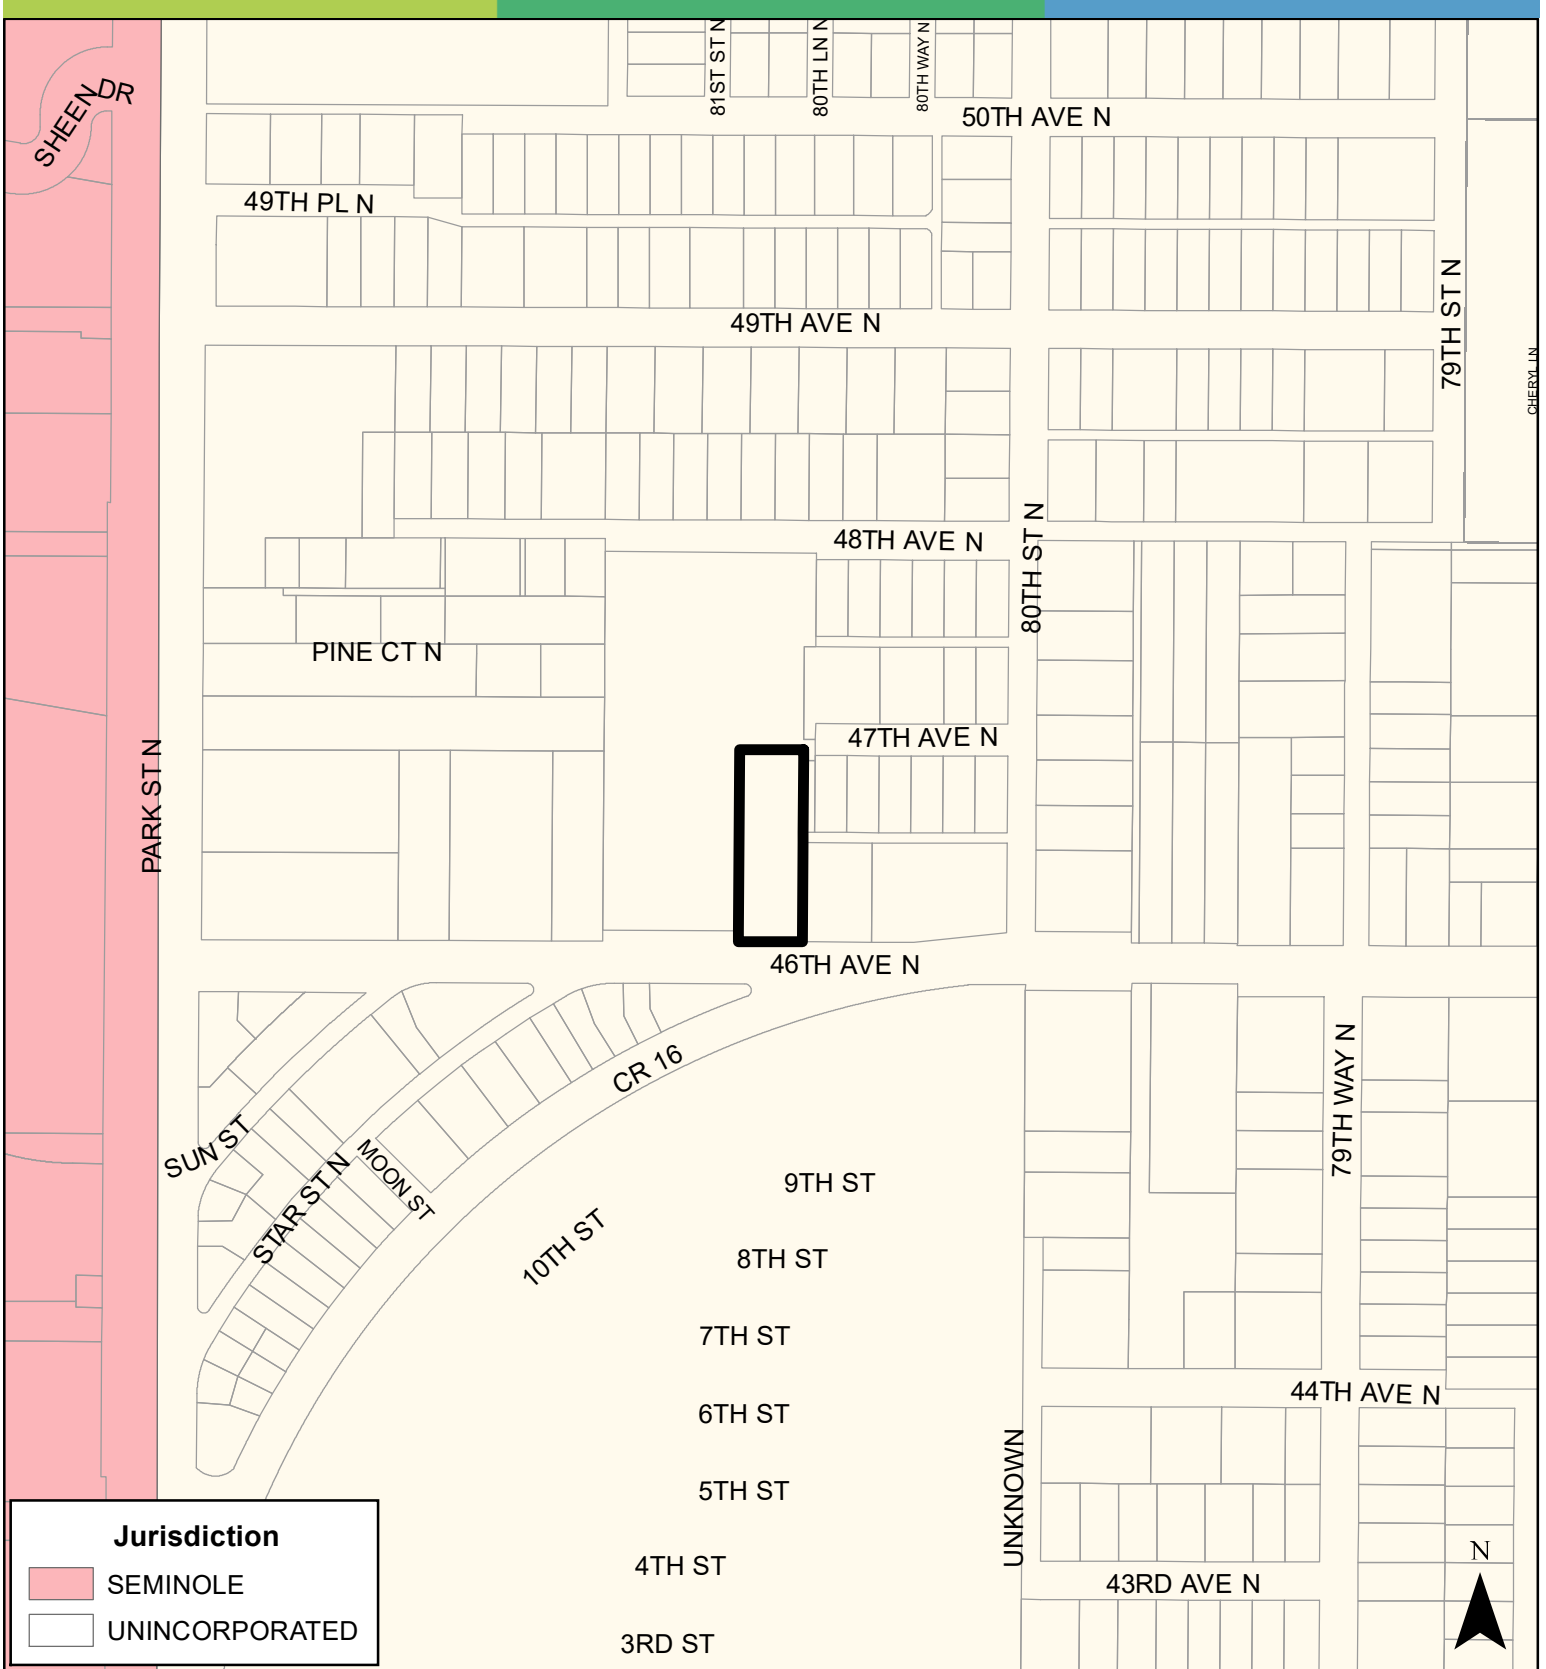 81ST ST N
80TH LN N
80TH WAY N
SHEEN DR
50TH AVE N
49TH PL N
49TH AVE N
79TH ST N
CHERYL LN
48TH AVE N
80TH ST N
PINE CT N
47TH AVE N
PARK ST N
46TH AVE N
CR 16
79TH WAY N
SUN ST
MOON ST
STAR ST N
9TH ST
10TH ST
8TH ST
7TH ST
44TH AVE N
6TH ST
UNKNOWN
5TH ST
4TH ST
43RD AVE N
3RD ST
N
Jurisdiction
SEMINOLE
UNINCORPORATED